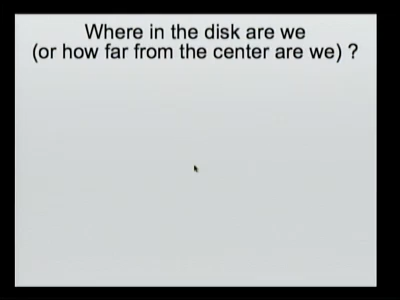 Where in the disk are we
(or how far from the center are we) ?